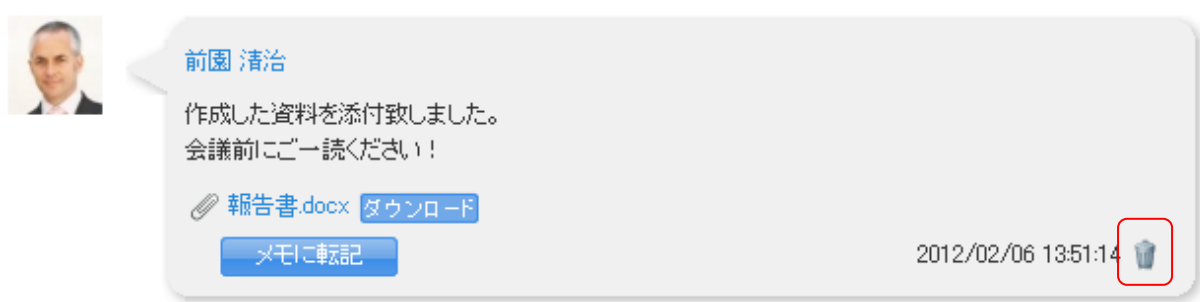 前園 清治
作成した資料を添付致しました。
会議前にご一読ください！
報告書.docx ダウンロード
メモに転記
2012/02/06 13:51:14